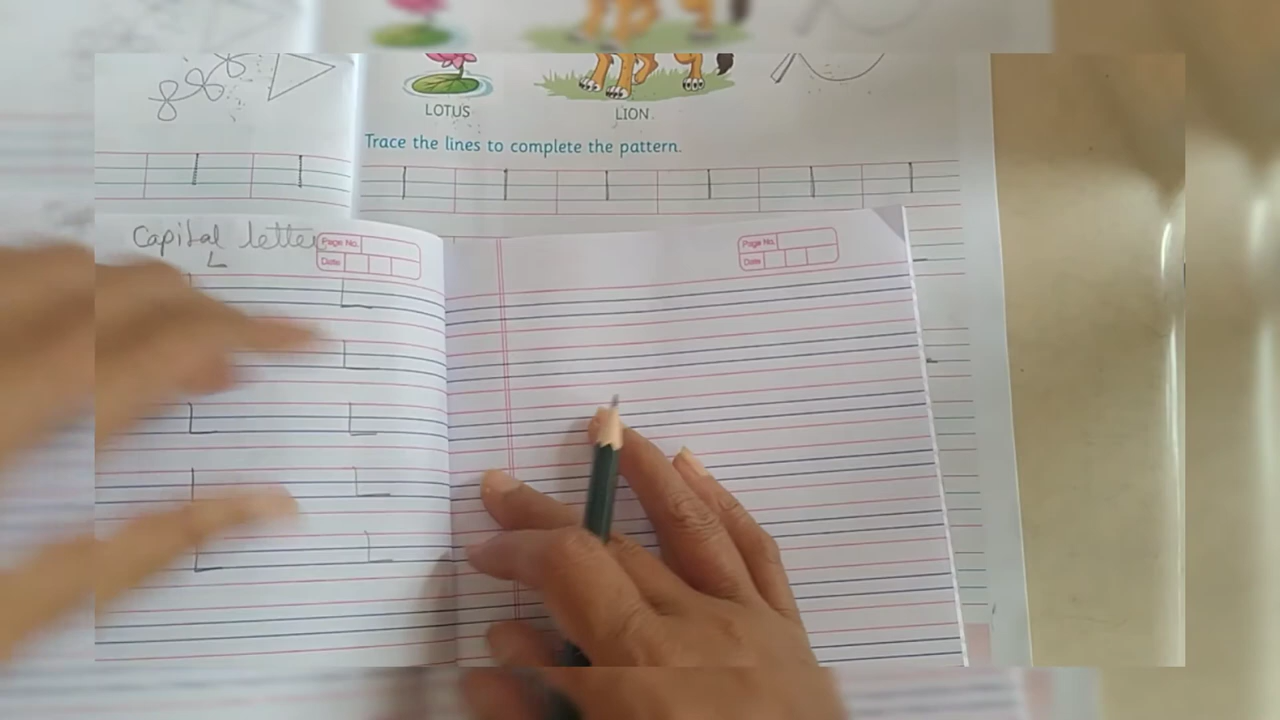 LOTUS
LION
Trace the lines to complete the pattern.
Capital letter
L
Page No.
Date
Page No.
Date
L
L
L L
L L
L L